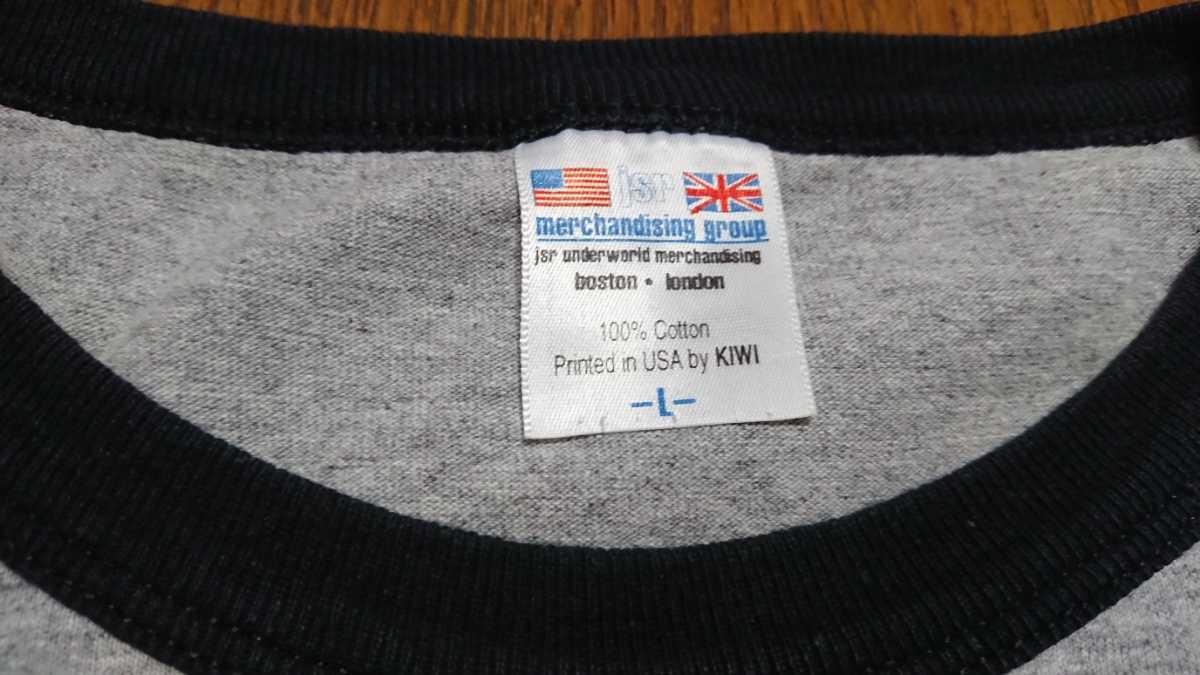 jsr
merchandising group
jsr underworld merchandising
boston • london
100% Cotton
Printed in USA by KIWI
-L-